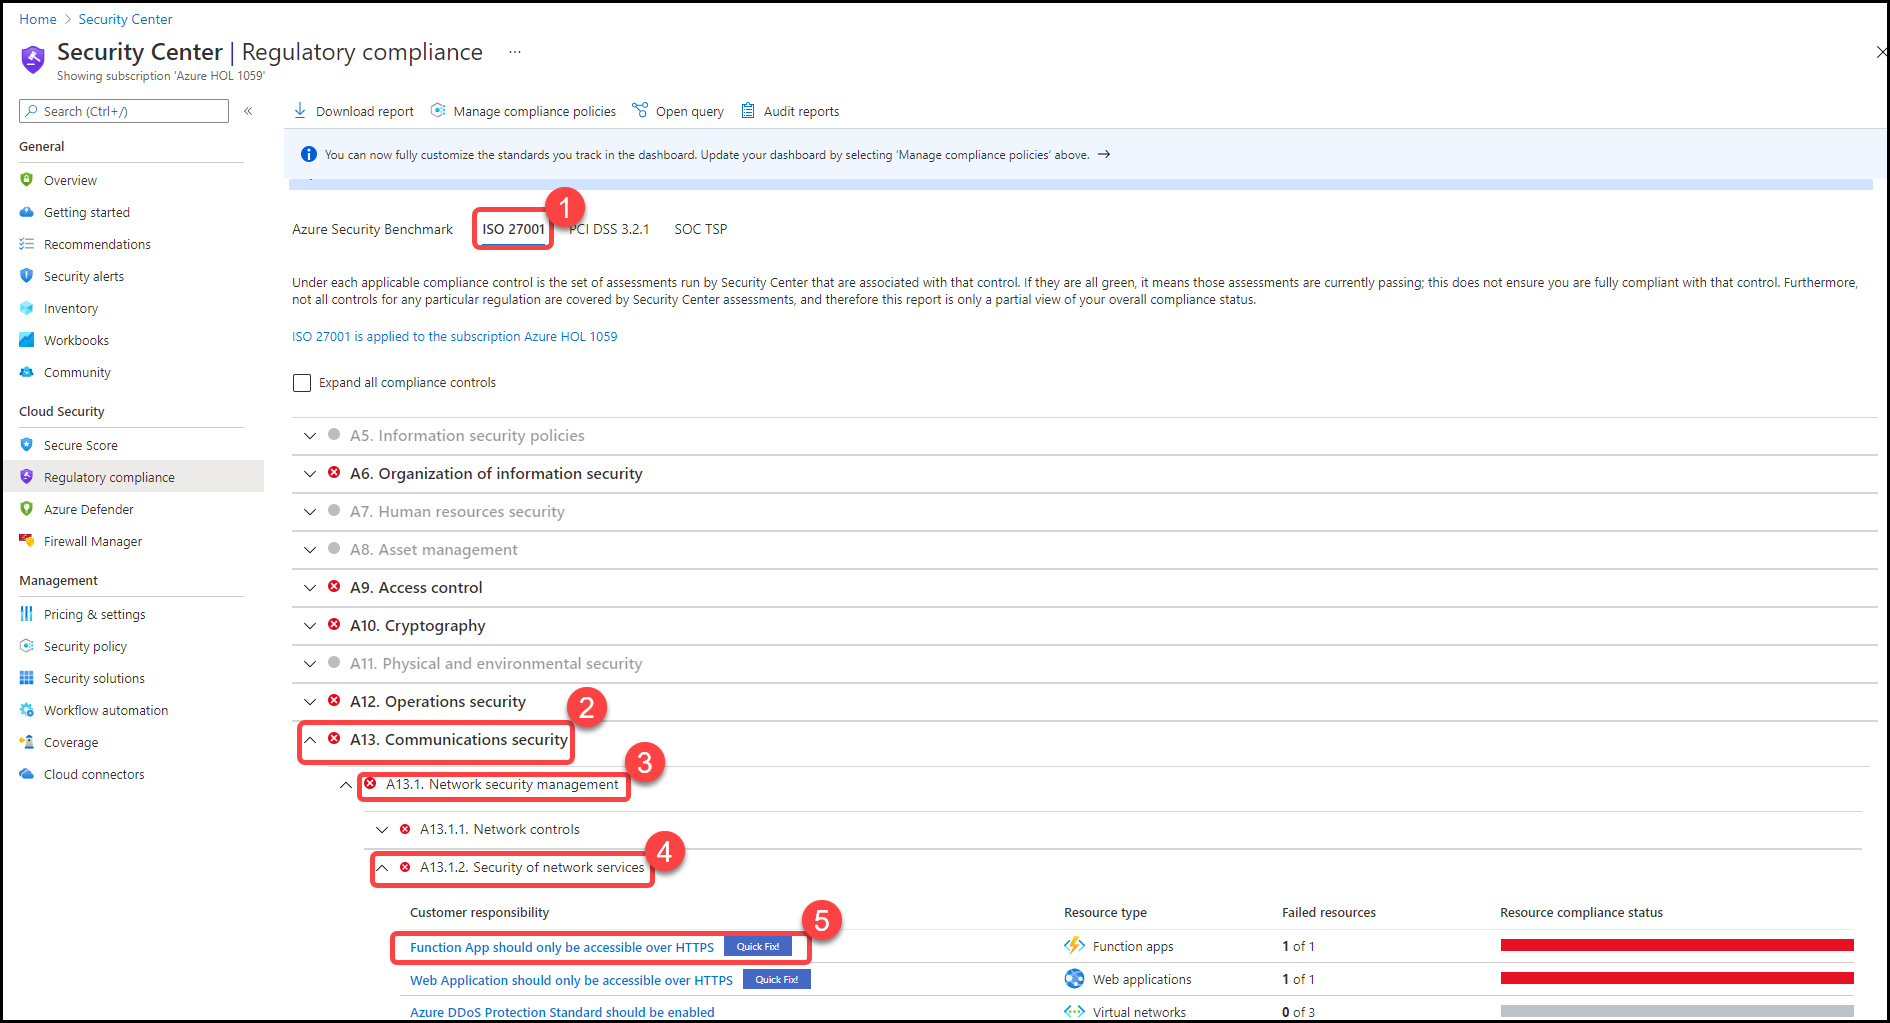 Home > Security Center
Security Center | Regulatory compliance ...
Showing subscription 'Azure HOL 1059'
Search (Ctrl+/)
«
General
Overview
Getting started
Recommendations
Security alerts
Inventory
Workbooks
Community
Cloud Security
Secure Score
Regulatory compliance
Azure Defender
Firewall Manager
Management
Pricing & settings
Security policy
Security solutions
Workflow automation
Coverage
Cloud connectors
Download report Manage compliance policies Open query Audit reports
You can now fully customize the standards you track in the dashboard. Update your dashboard by selecting 'Manage compliance policies' above. →
1
Azure Security Benchmark ISO 27001 PCI DSS 3.2.1 SOC TSP
Under each applicable compliance control is the set of assessments run by Security Center that are associated with that control. If they are all green, it means those assessments are currently passing; this does not ensure you are fully compliant with that control. Furthermore,
not all controls for any particular regulation are covered by Security Center assessments, and therefore this report is only a partial view of your overall compliance status.
ISO 27001 is applied to the subscription Azure HOL 1059
Expand all compliance controls
A5. Information security policies
A6. Organization of information security
A7. Human resources security
A8. Asset management
A9. Access control
A10. Cryptography
A11. Physical and environmental security
A12. Operations security
2
A13. Communications security
3
A13.1. Network security management
A13.1.1. Network controls
4
A13.1.2. Security of network services
5
Customer responsibility Resource type Failed resources Resource compliance status
Function App should only be accessible over HTTPS Quick Fix! Function apps 1 of 1
Web Application should only be accessible over HTTPS Quick Fix! Web applications 1 of 1
Azure DDoS Protection Standard should be enabled Virtual networks 0 of 3